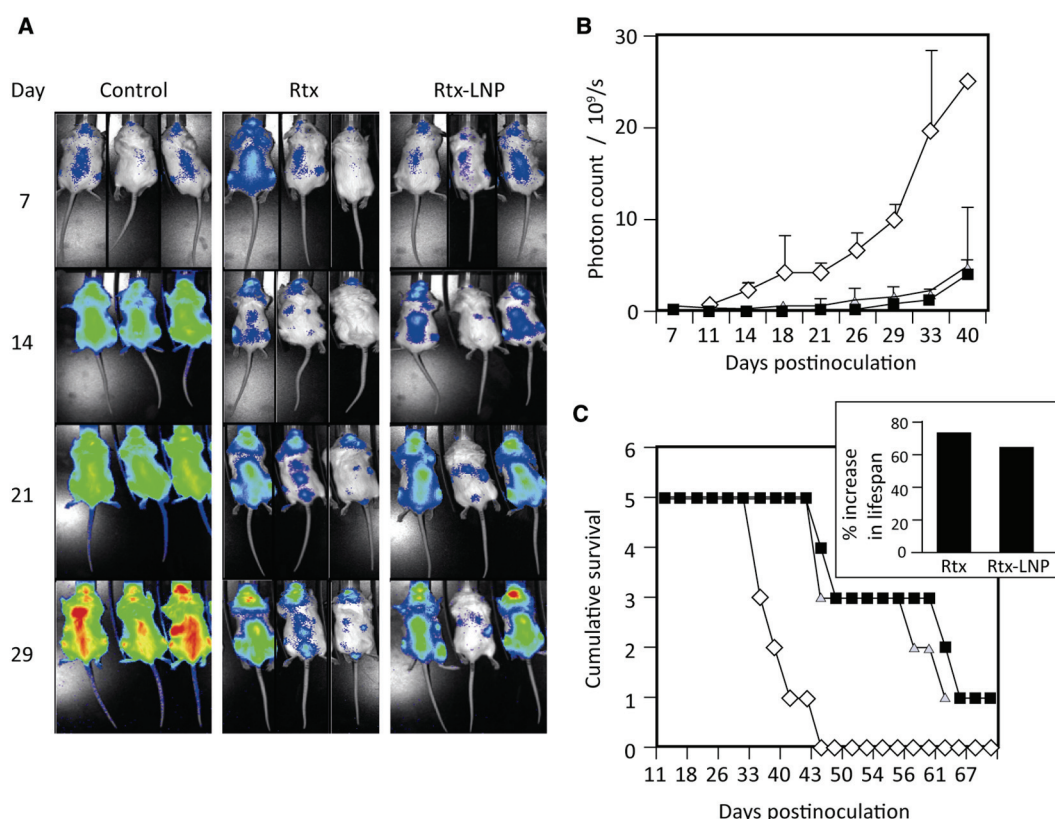 A
Day Control Rtx Rtx-LNP
7
14
21
29
B
Photon count / 10⁹/s
30
20
10
0
7 11 14 18 21 26 29 33 40
Days postinoculation
C
Cumulative survival
6
5
4
3
2
1
0
11 18 26 33 40 43 50 54 56 61 67
Days postinoculation
% increase
in lifespan
80
60
40
20
0
Rtx Rtx-LNP